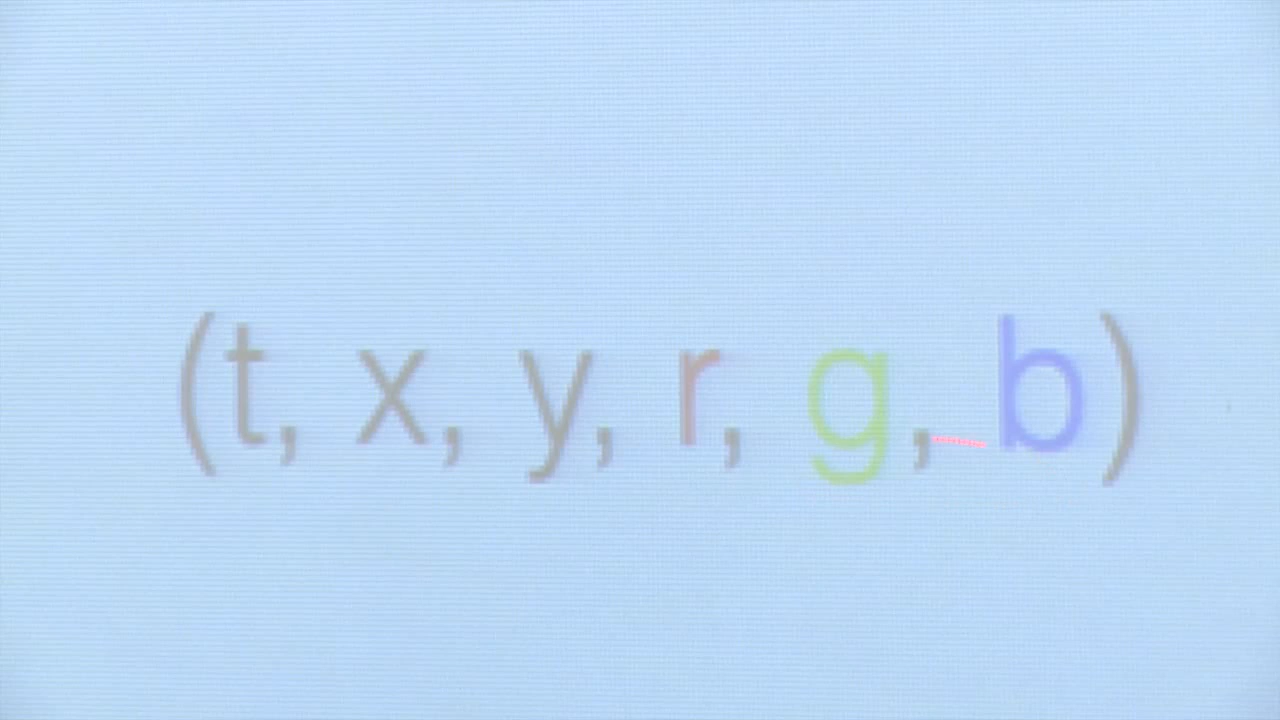 (t, x, y, r, g, b)